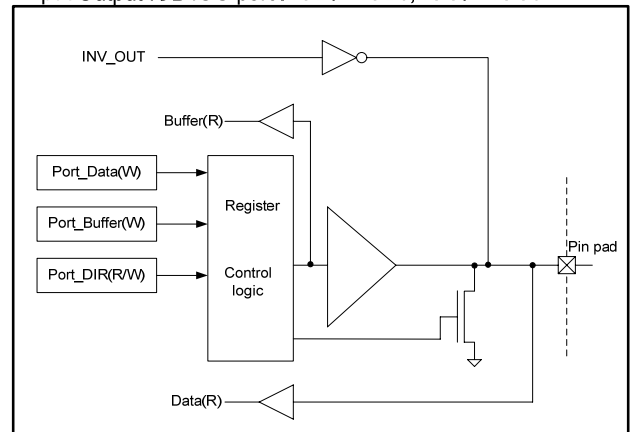 INV_OUT
Buffer(R)
Port_Data(W)
Port_Buffer(W)
Port_DIR(R/W)
Register
Control
logic
Pin pad
Data(R)